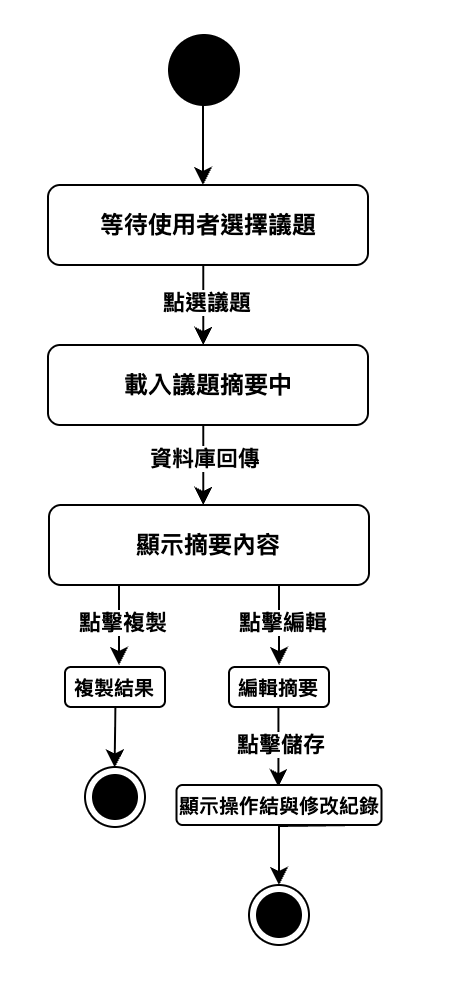 等待使用者選擇議題
點選議題
載入議題摘要中
資料庫回傳
顯示摘要內容
點擊複製
點擊編輯
複製結果
編輯摘要
點擊儲存
顯示操作結與修改紀錄